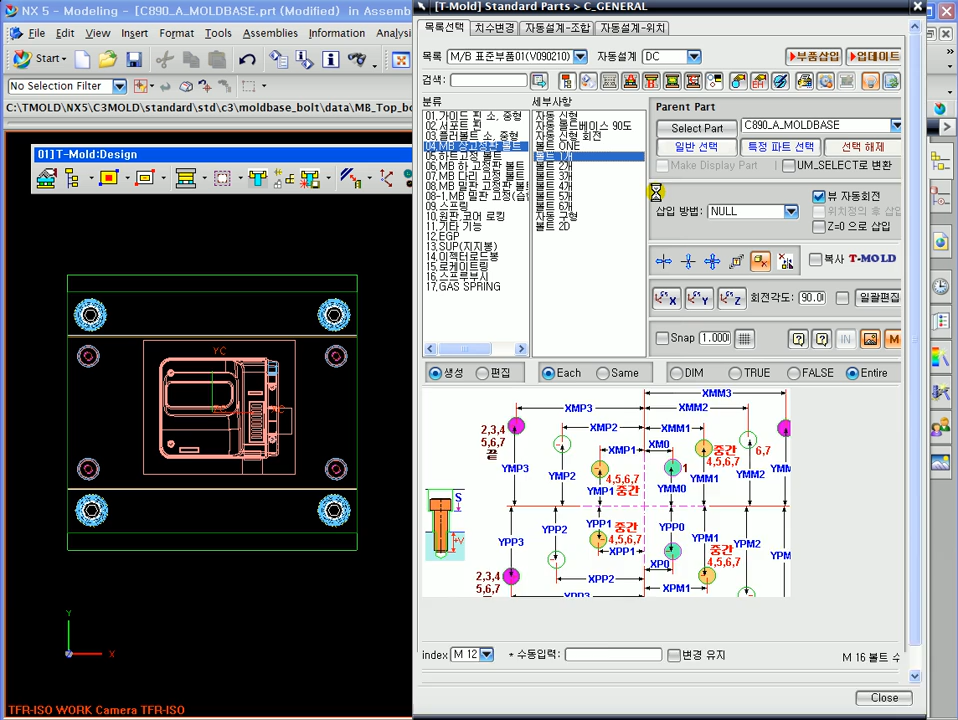 NX 5 - Modeling - [C890_A_MOLDBASE.prt (Modified) in Assemb
File Edit View Insert Format Tools Assemblies Information Analysi
Start
No Selection Filter
C:\TMOLD\NX5\C3MOLD\standard\std\c3\moldbase_bolt\data\MB_Top_bo
01]T-Mold:Design
YC
Y
X
TFR-ISO WORK Camera TFR-ISO
[T-Mold] Standard Parts > C_GENERAL
목록선택 치수변경 자동설계-조합 자동설계-위치
목록 M/B 표준부품01(V090210) 자동설계: DC 부품삽입 업데이트
검색:
분류
01.가이드 핀 소, 중형
02.서포트 핀
03.플러볼트 소, 중형
04.MB 상고정판 볼트
05.하트고정 볼트
06.MB 하 고정판 볼트
07.MB 다리 고정판 볼
08.MB 밀판 고정판 볼트
08-1.MB 밀판 고정(습
09.스프링
10.원판,코어 로킹
11.기타 기능
12.EGP
13.SUP(지지봉)
14.이젝터로드봉
15.로케이트링
16.스프루부시
17.GAS SPRING
세부사항
자동 신형
자동 몰드베이스 90도
자동 신형 회전
볼트 ONE
볼트 1개
볼트 2개
볼트 3개
볼트 4개
볼트 5개
볼트 6개
자동 구형
볼트 2D
Parent Part
Select Part C890_A_MOLDBASE
일반 선택 특정 파트 선택 선택 해제
Make Display Part UM_SELECT로 변환
뷰 자동회전
삽입 방법: NULL 위치정의 후 삽입
Z=0 으로 삽입
복사 T-MOLD
X Y Z 회전각도: 90.0 일괄편집
Snap 1.000 IN M
생성 편집 Each Same DIM TRUE FALSE Entire
XMM3
XMP3 XMM2
2,3,4
5,6,7
끝
XMP2 XMM1
XMP1 XM0
중간
4,5,6,7
6,7
1
YMP3 YMP2 YMP1 YMM0 YMM1 YMM2 YMM
4,5,6,7
중간
S
+V
YPP3 YPP2 YPP1 YPP0 YPM1 YPM2 YPM
중간
4,5,6,7
중간
4,5,6,7
XPP1 XP0
2,3,4
5,6,7
끝
XPP2 XPM1
XPP3
index M 12 * 수동입력: 변경 유지 M 16 볼트 수
Close